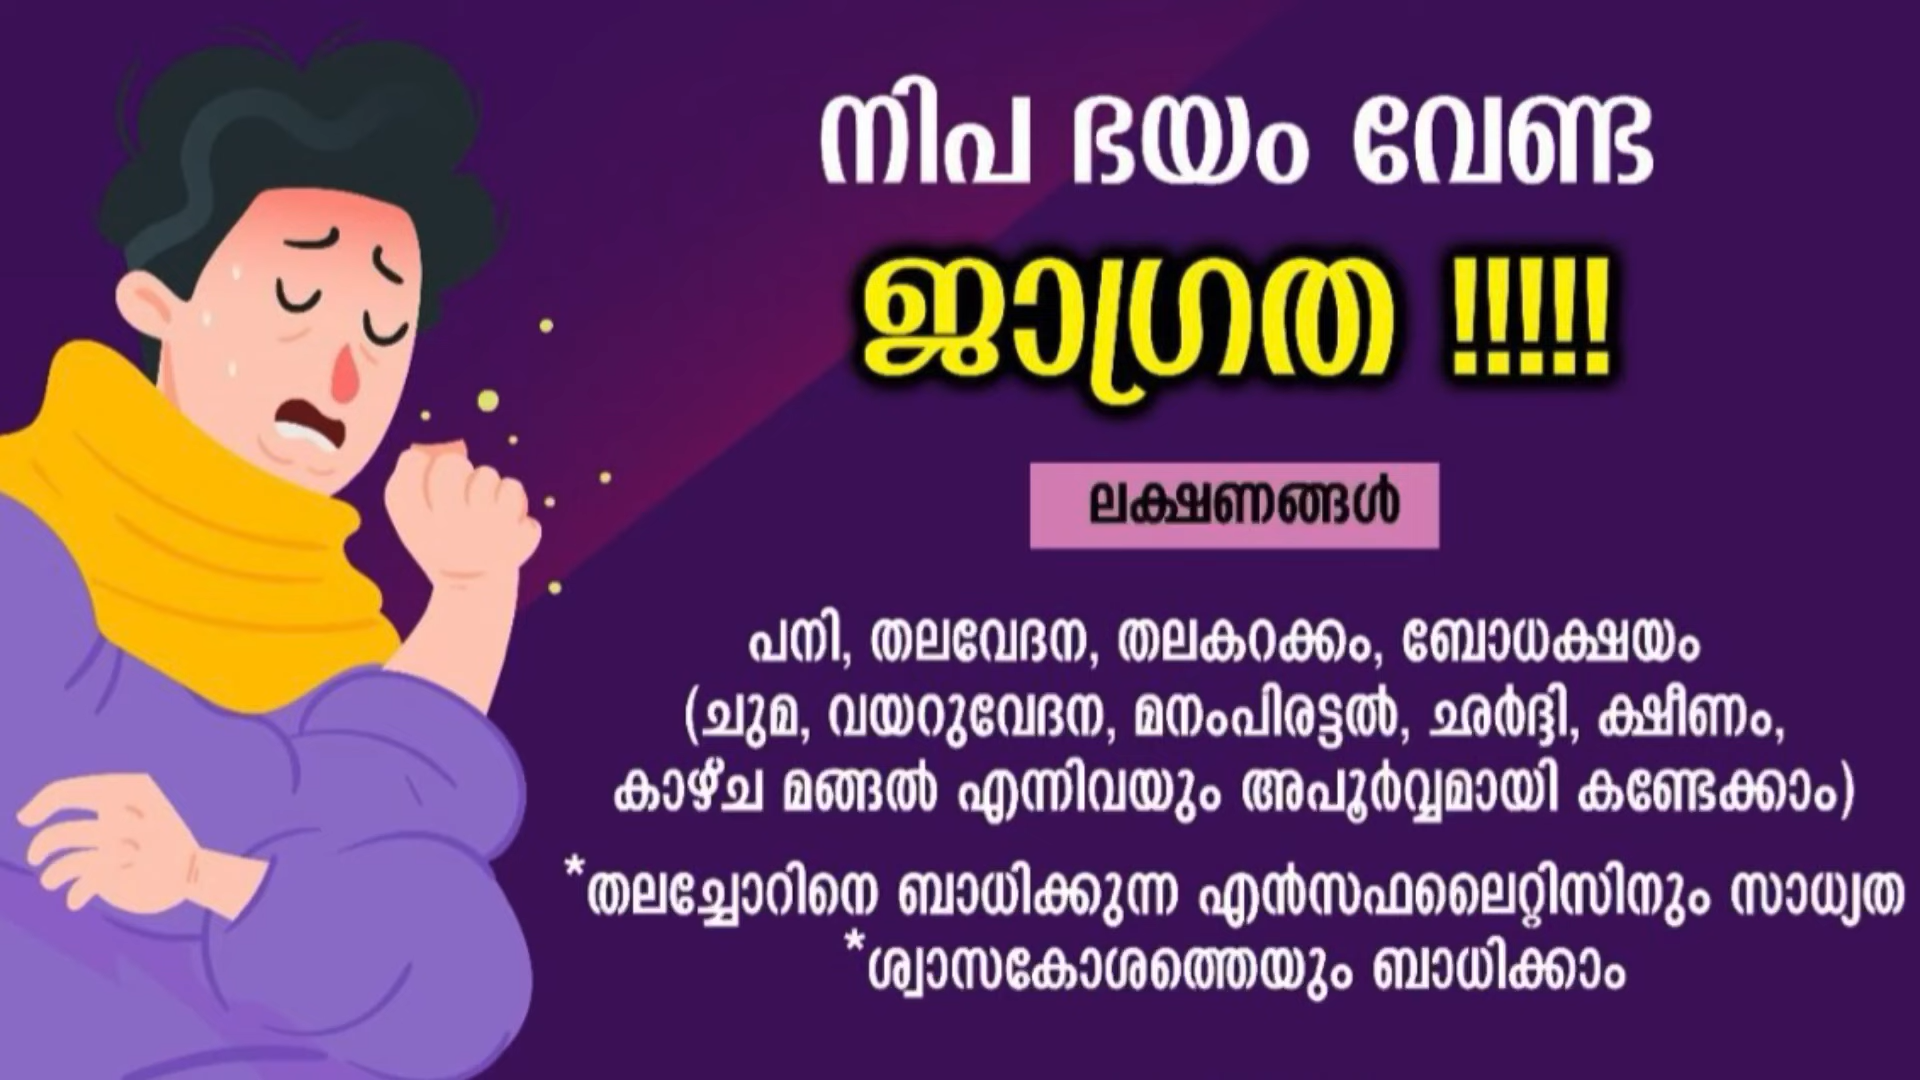 നിപ ഭയം വേണ്ട
ജാഗ്രത !!!!!
ലക്ഷണങ്ങൾ
പനി, തലവേദന, തലകറക്കം, ബോധക്ഷയം
(ചുമ, വയറുവേദന, മനംപിരട്ടൽ, ഛർദ്ദി, ക്ഷീണം,
കാഴ്ച മങ്ങൽ എന്നിവയും അപൂർവ്വമായി കണ്ടേക്കാം)
*തലച്ചോറിനെ ബാധിക്കുന്ന എൻസഫലൈറ്റിസിനും സാധ്യത
*ശ്വാസകോശത്തെയും ബാധിക്കാം